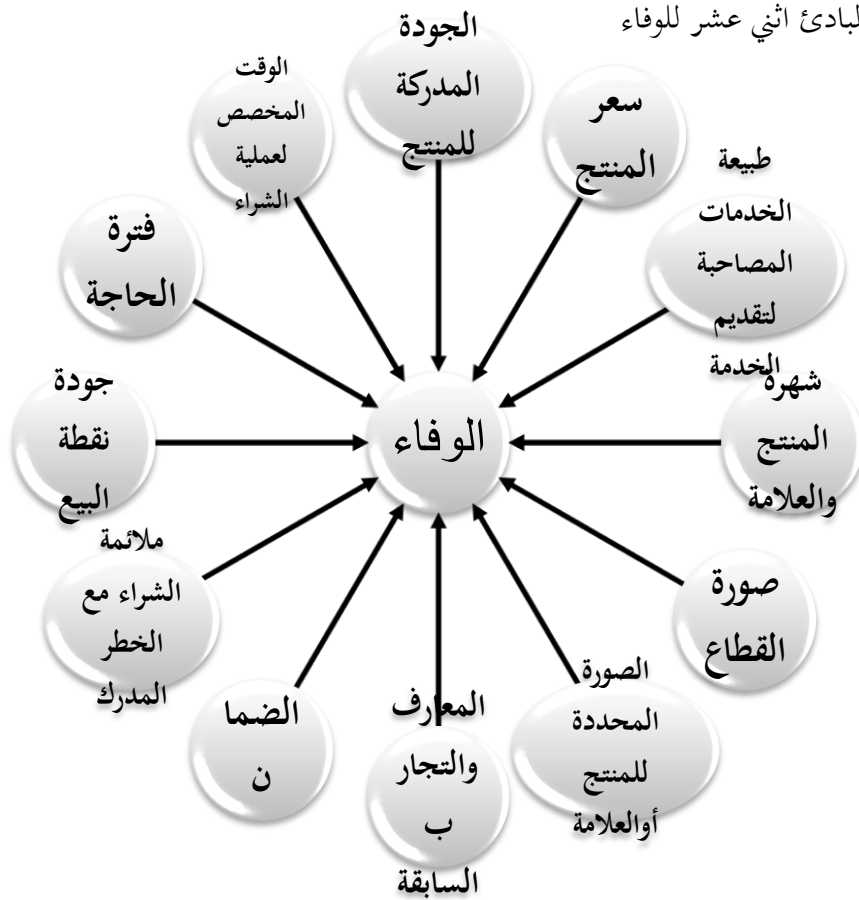 لبادئ اثني عشر للوفاء
الجودة
المدركة
للمنتج
سعر
المنتج
طبيعة
الخدمات
المصاحبة
لتقديم
الخدمة
شهرة
المنتج
والعلامة
صورة
القطاع
الصورة
المحددة
للمنتج
أوالعلامة
المعارف
والتجار
ب
السابقة
الضما
ن
ملائمة
الشراء مع
الخطر
المدرك
جودة
نقطة
البيع
فترة
الحاجة
الوقت
المخصص
لعملية
الشراء
الوفاء